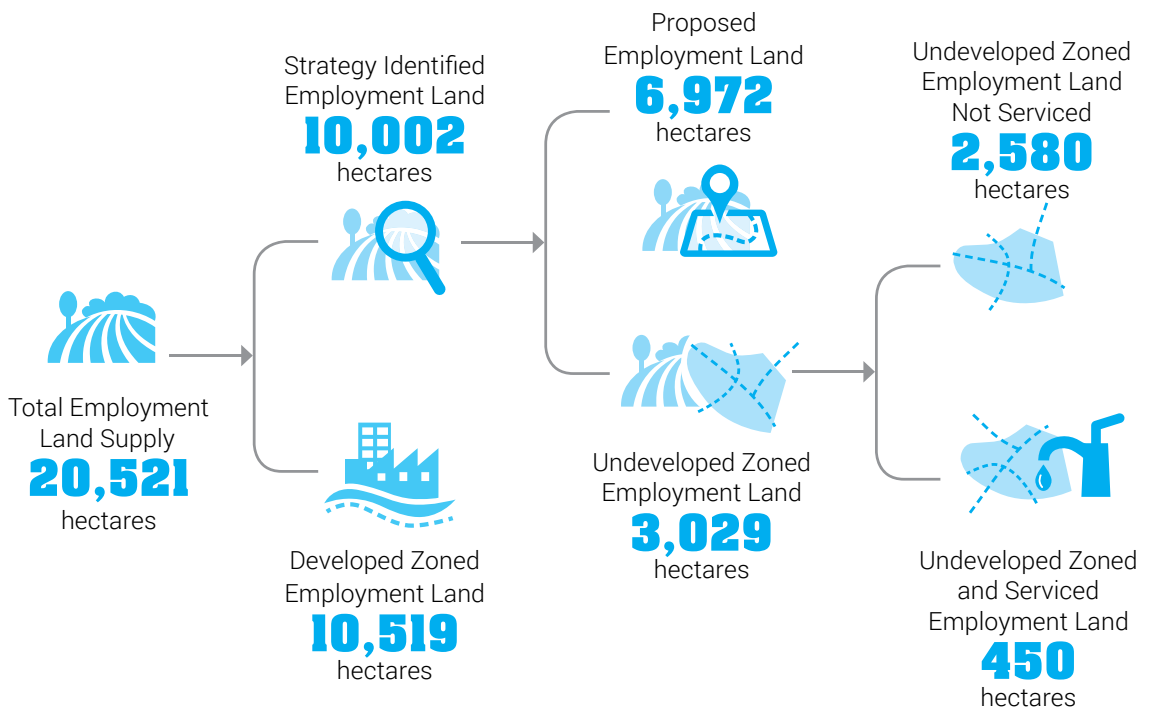 Total Employment
Land Supply
20,521
hectares
Strategy Identified
Employment Land
10,002
hectares
Developed Zoned
Employment Land
10,519
hectares
Proposed
Employment Land
6,972
hectares
Undeveloped Zoned
Employment Land
3,029
hectares
Undeveloped Zoned
Employment Land
Not Serviced
2,580
hectares
Undeveloped Zoned
and Serviced
Employment Land
450
hectares